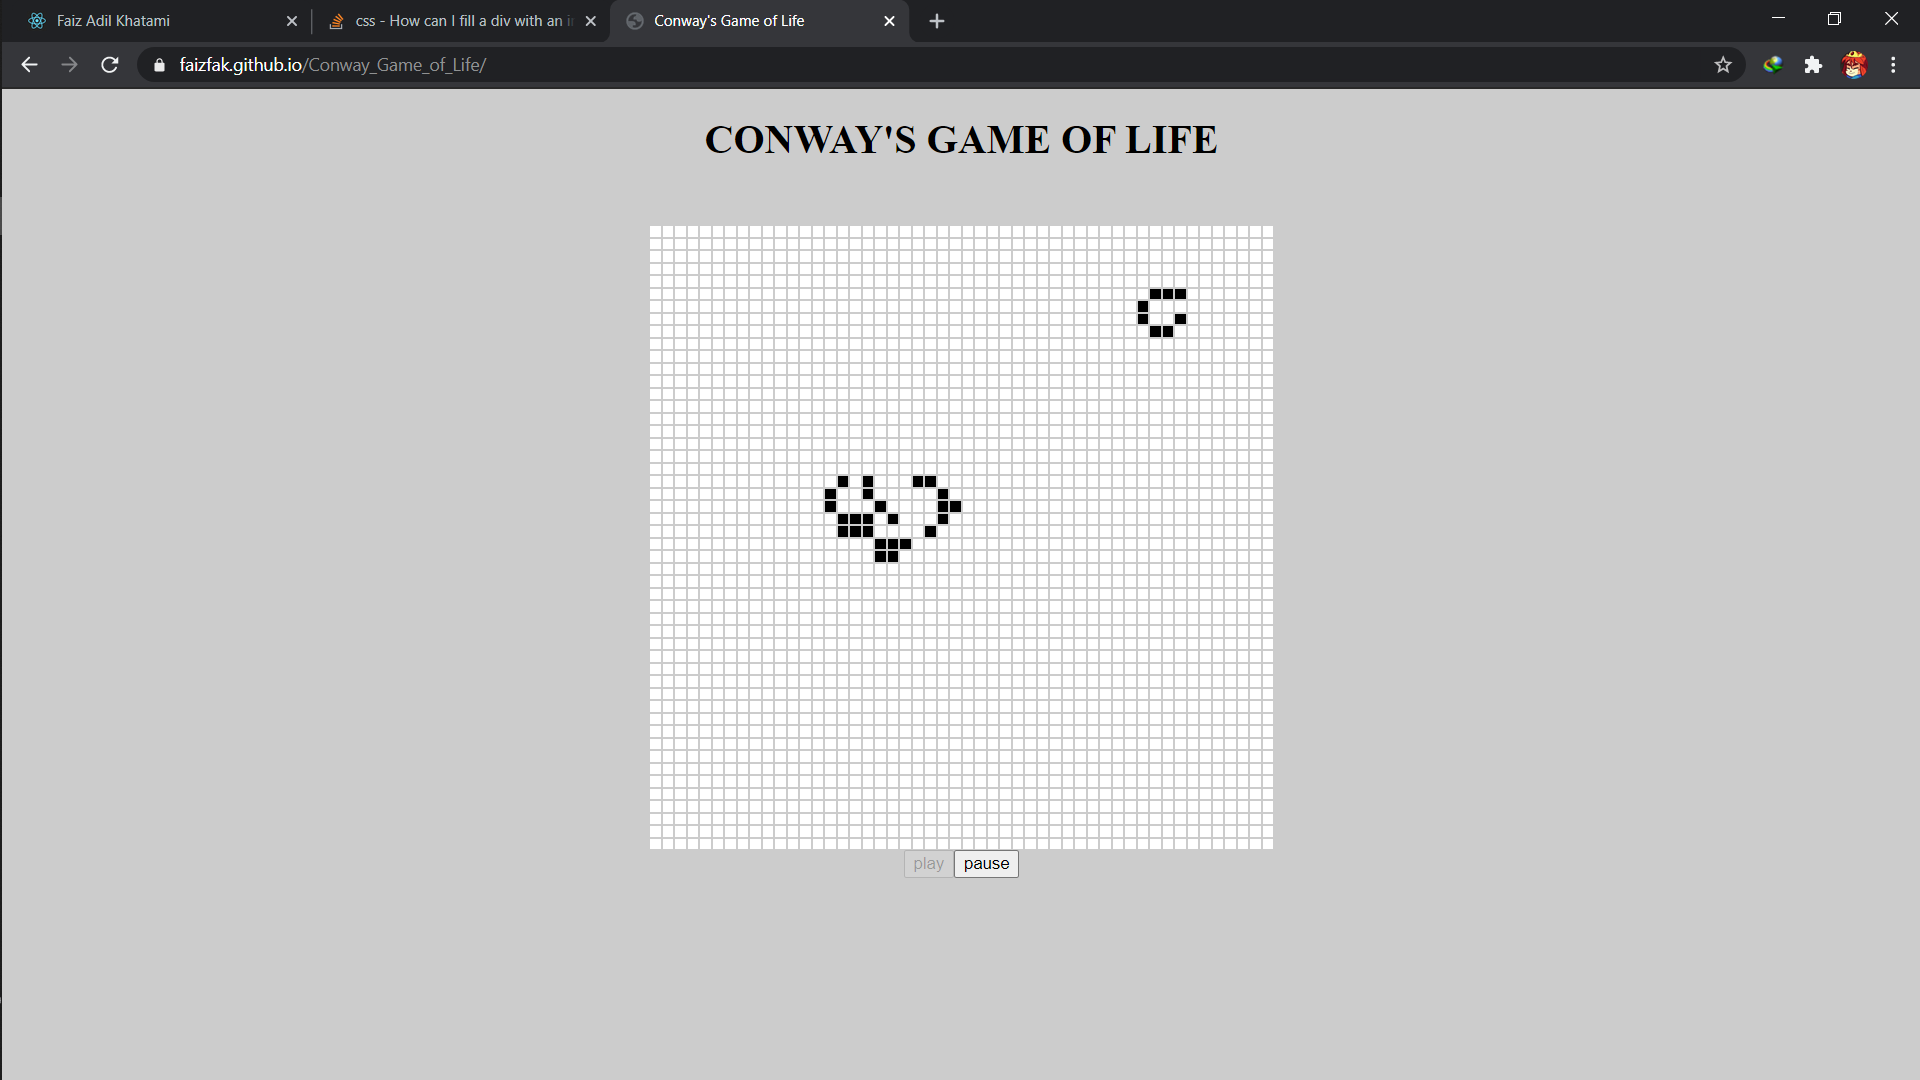 Faiz Adil Khatami
css - How can I fill a div with an i
Conway's Game of Life
faizfak.github.io/Conway_Game_of_Life/
CONWAY'S GAME OF LIFE
play pause